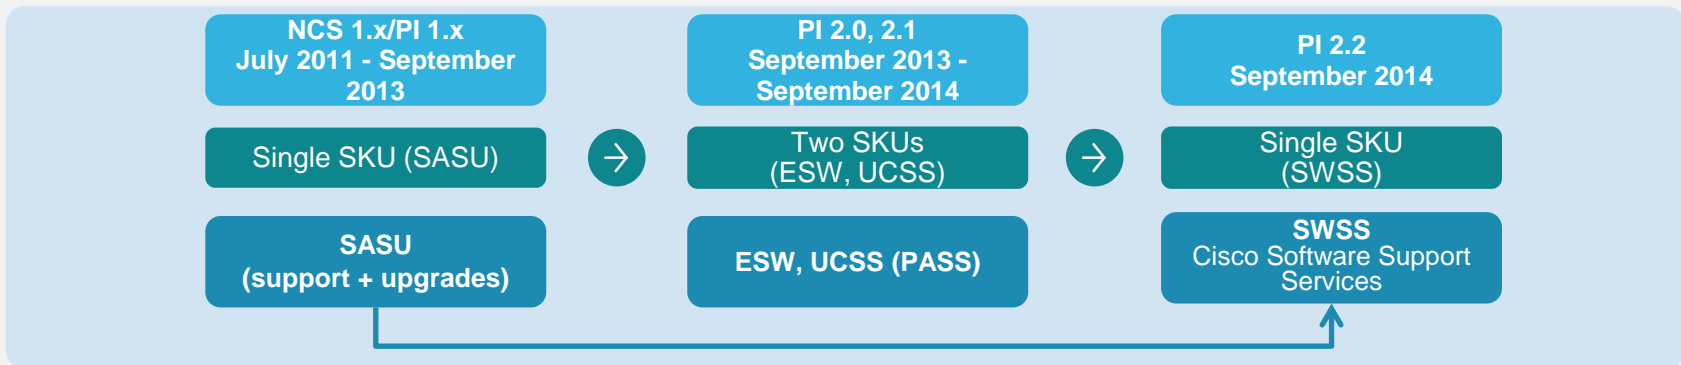 NCS 1.x/PI 1.x
July 2011 - September
2013
PI 2.0, 2.1
September 2013 -
September 2014
PI 2.2
September 2014
Single SKU (SASU)
Two SKUs
(ESW, UCSS)
Single SKU
(SWSS)
SASU
(support + upgrades)
ESW, UCSS (PASS)
SWSS
Cisco Software Support
Services